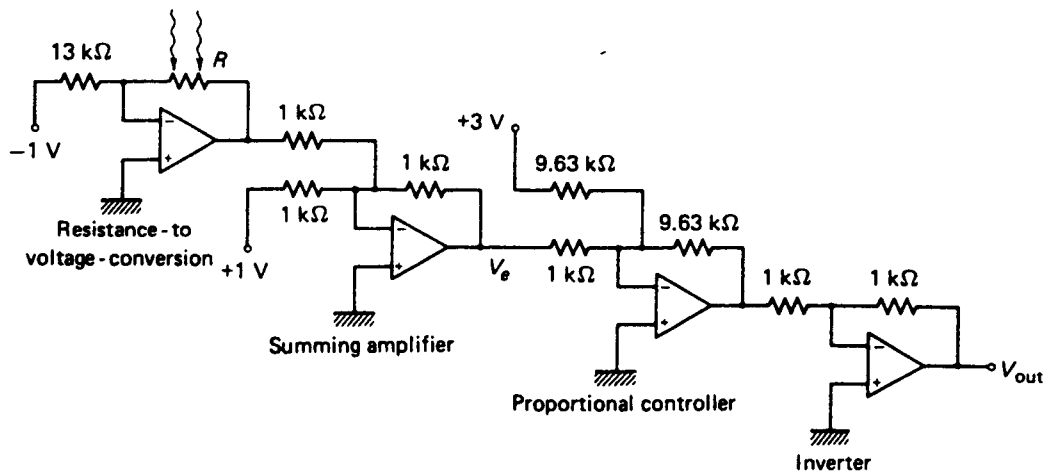 13 kΩ
R
−1 V
Resistance-to
voltage-conversion
1 kΩ
1 kΩ
1 kΩ
+1 V
Summing amplifier
V_e
+3 V
9.63 kΩ
9.63 kΩ
1 kΩ
Proportional controller
1 kΩ
1 kΩ
V_out
Inverter